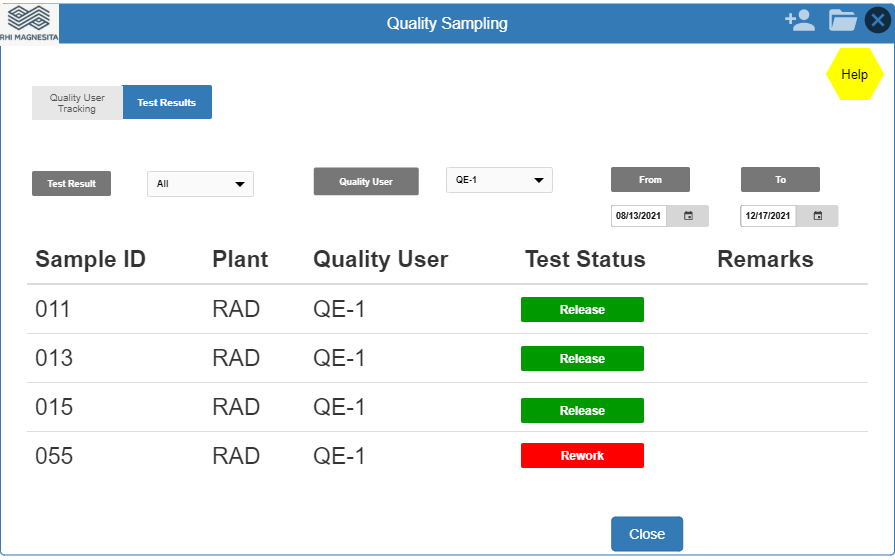 RHI MAGNESITA
Quality Sampling
Help
Quality User
Tracking
Test Results
Test Result
All
Quality User
QE-1
From
To
08/13/2021
12/17/2021
Sample ID Plant Quality User Test Status Remarks
011 RAD QE-1 Release
013 RAD QE-1 Release
015 RAD QE-1 Release
055 RAD QE-1 Rework
Close